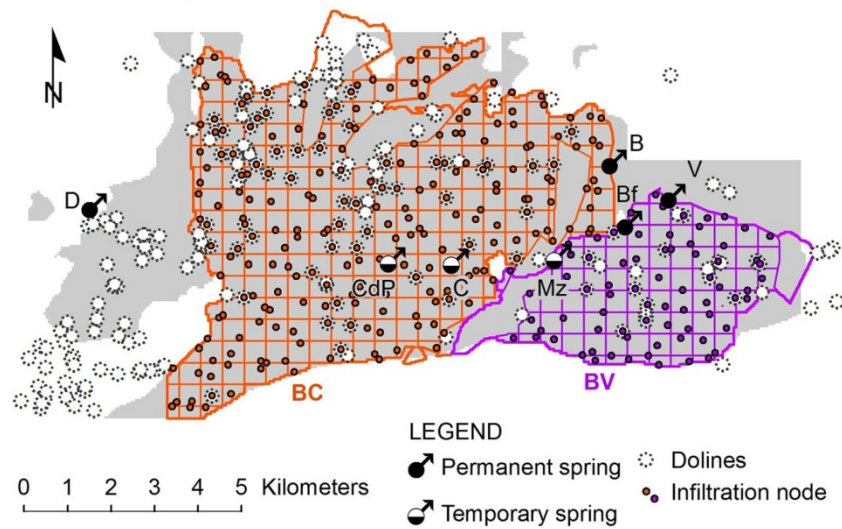 N
B
D
V
Bf
CdP
C
Mz
BC
BV
LEGEND
Permanent spring
Temporary spring
Dolines
Infiltration node
0 1 2 3 4 5 Kilometers